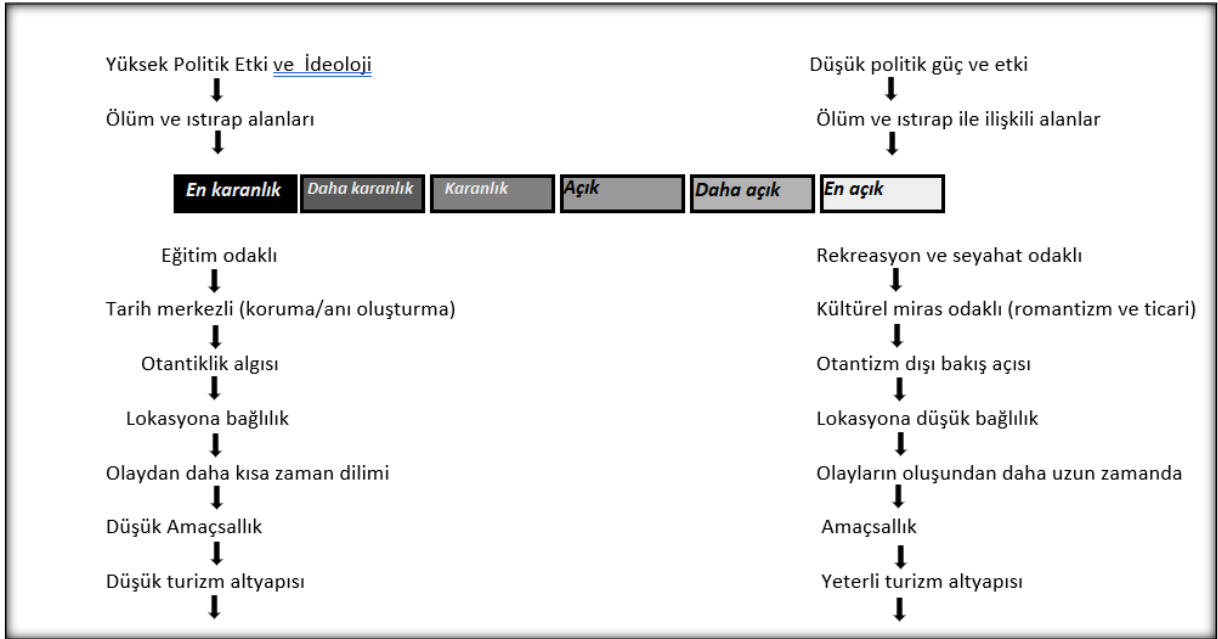 Yüksek Politik Etki ve İdeoloji
Düşük politik güç ve etki
Ölüm ve ıstırap alanları
Ölüm ve ıstırap ile ilişkili alanlar
En karanlık
Daha karanlık
Karanlık
Açık
Daha açık
En açık
Eğitim odaklı
Rekreasyon ve seyahat odaklı
Tarih merkezli (koruma/anı oluşturma)
Kültürel miras odaklı (romantizm ve ticari)
Otantiklik algısı
Otantizm dışı bakış açısı
Lokasyona bağlılık
Lokasyona düşük bağlılık
Olaydan daha kısa zaman dilimi
Olayların oluşundan daha uzun zamanda
Düşük Amaçsallık
Amaçsallık
Düşük turizm altyapısı
Yeterli turizm altyapısı